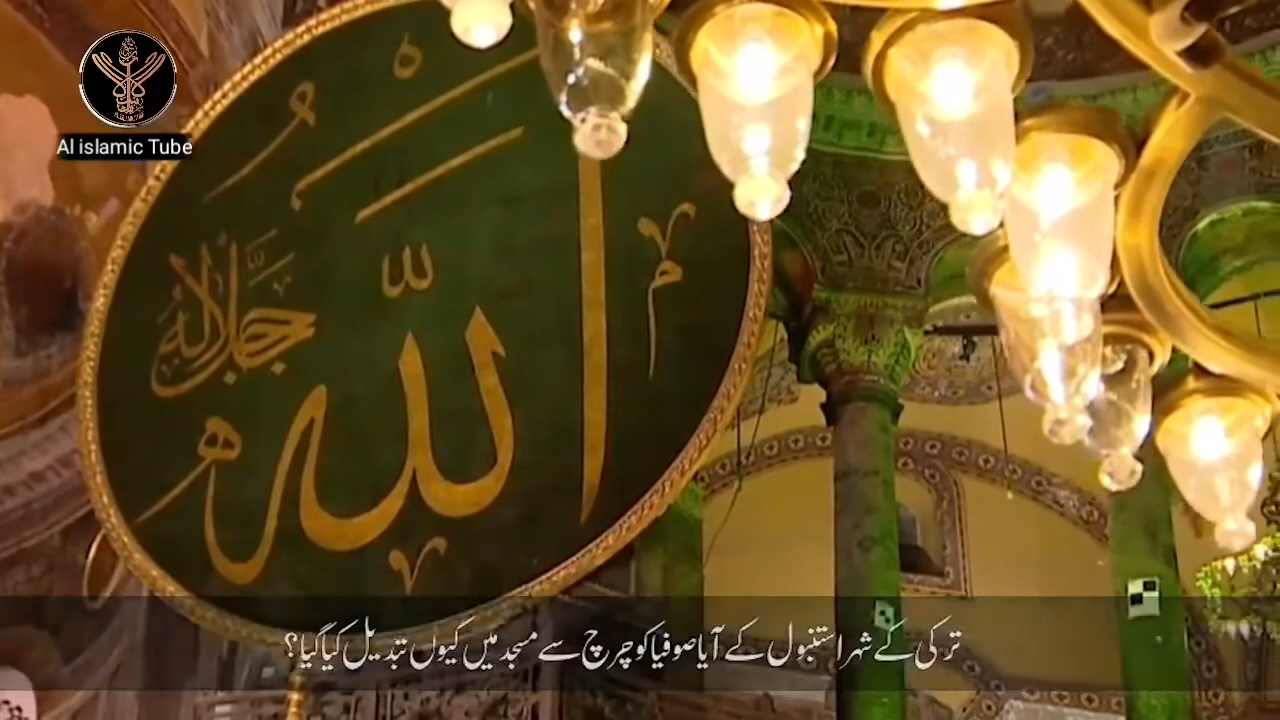 Al islamic Tube
الله
جل جلاله
ترکی کے شہر استنبول کے آیا صوفیا کو چرچ سے مسجد میں کیوں تبدیل کیا گیا؟